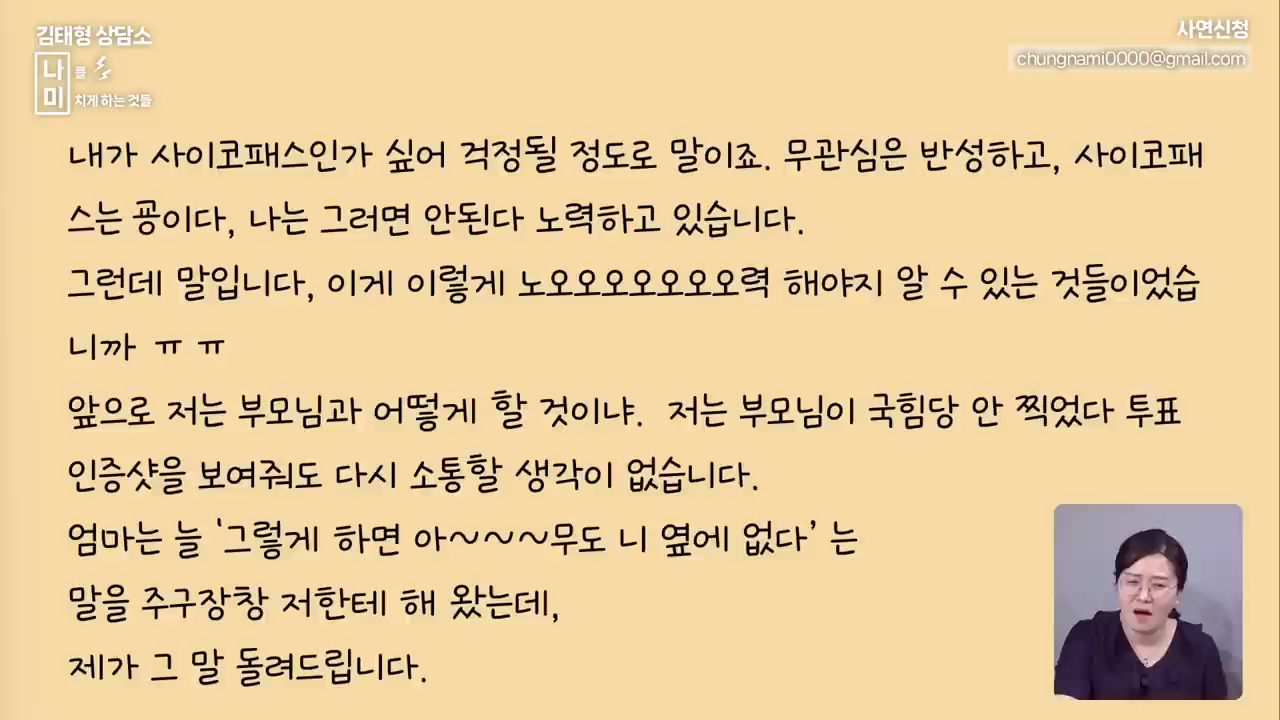 김태형 상담소
나를
미치게 하는 것들
사연신청
chungnami0000@gmail.com
내가 사이코패스인가 싶어 걱정될 정도로 말이죠. 무관심은 반성하고, 사이코패
스는 굥이다, 나는 그러면 안된다 노력하고 있습니다.
그런데 말입니다, 이게 이렇게 노오오오오오오오력 해야지 알 수 있는 것들이었습
니까 ㅠㅠ
앞으로 저는 부모님과 어떻게 할 것이냐. 저는 부모님이 국힘당 안 찍었다 투표
인증샷을 보여줘도 다시 소통할 생각이 없습니다.
엄마는 늘 '그렇게 하면 아~~~무도 니 옆에 없다' 는
말을 주구장창 저한테 해 왔는데,
제가 그 말 돌려드립니다.